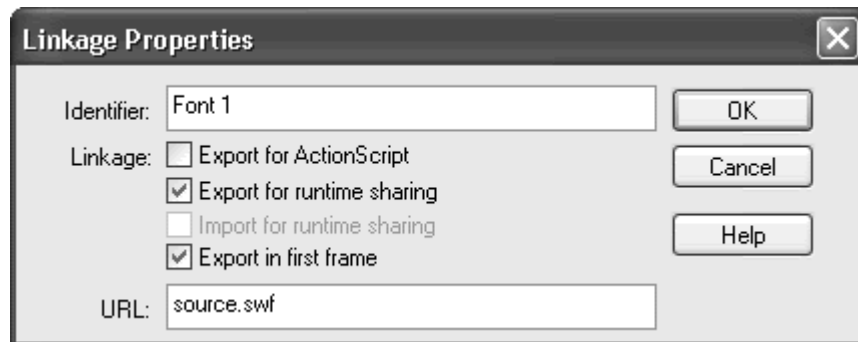 Linkage Properties
Identifier: Font 1
OK
Linkage: Export for ActionScript
Cancel
Export for runtime sharing
Import for runtime sharing
Help
Export in first frame
URL: source.swf